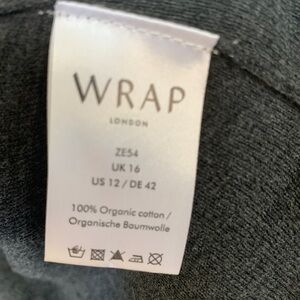 WRAP
LONDON
ZE54
UK 16
US 12 / DE 42
100% Organic cotton /
Organische Baumwolle